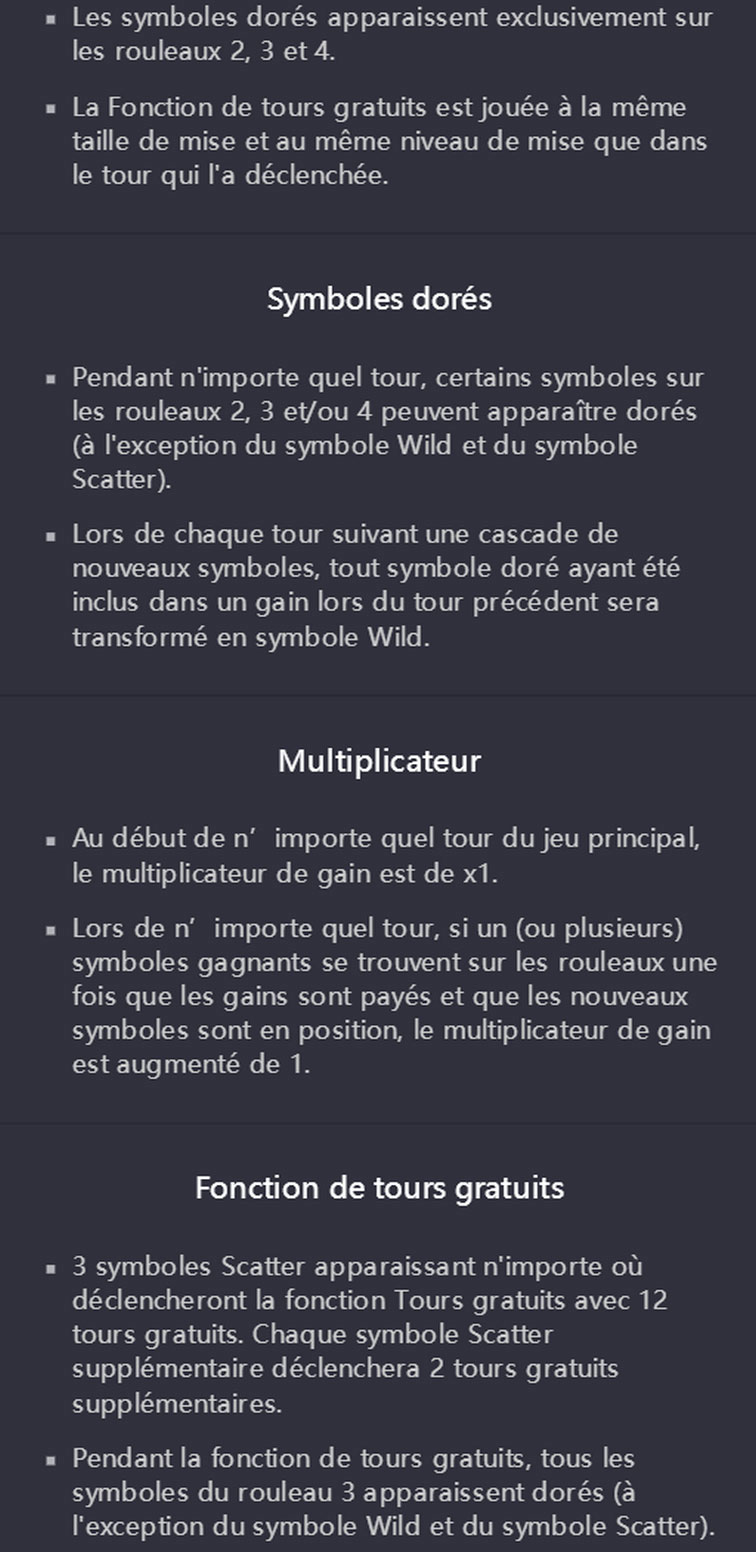 ▪ Les symboles dorés apparaissent exclusivement sur
les rouleaux 2, 3 et 4.
▪ La Fonction de tours gratuits est jouée à la même
taille de mise et au même niveau de mise que dans
le tour qui l'a déclenchée.
Symboles dorés
▪ Pendant n'importe quel tour, certains symboles sur
les rouleaux 2, 3 et/ou 4 peuvent apparaître dorés
(à l'exception du symbole Wild et du symbole
Scatter).
▪ Lors de chaque tour suivant une cascade de
nouveaux symboles, tout symbole doré ayant été
inclus dans un gain lors du tour précédent sera
transformé en symbole Wild.
Multiplicateur
▪ Au début de n’ importe quel tour du jeu principal,
le multiplicateur de gain est de x1.
▪ Lors de n’ importe quel tour, si un (ou plusieurs)
symboles gagnants se trouvent sur les rouleaux une
fois que les gains sont payés et que les nouveaux
symboles sont en position, le multiplicateur de gain
est augmenté de 1.
Fonction de tours gratuits
▪ 3 symboles Scatter apparaissant n'importe où
déclencheront la fonction Tours gratuits avec 12
tours gratuits. Chaque symbole Scatter
supplémentaire déclenchera 2 tours gratuits
supplémentaires.
▪ Pendant la fonction de tours gratuits, tous les
symboles du rouleau 3 apparaissent dorés (à
l'exception du symbole Wild et du symbole Scatter).